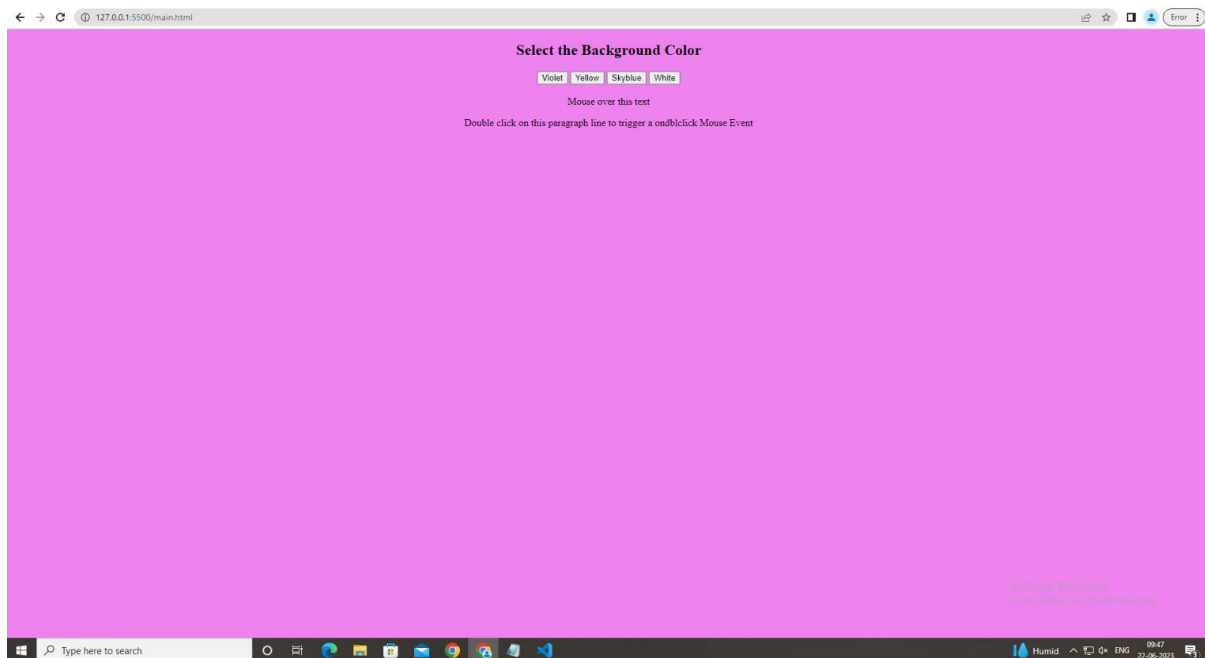 127.0.0.1:5500/main.html
Error
Select the Background Color
Violet Yellow Skyblue White
Mouse over this text
Double click on this paragraph line to trigger a ondblclick Mouse Event
Type here to search
Humid
ENG
09:47
22-06-2023